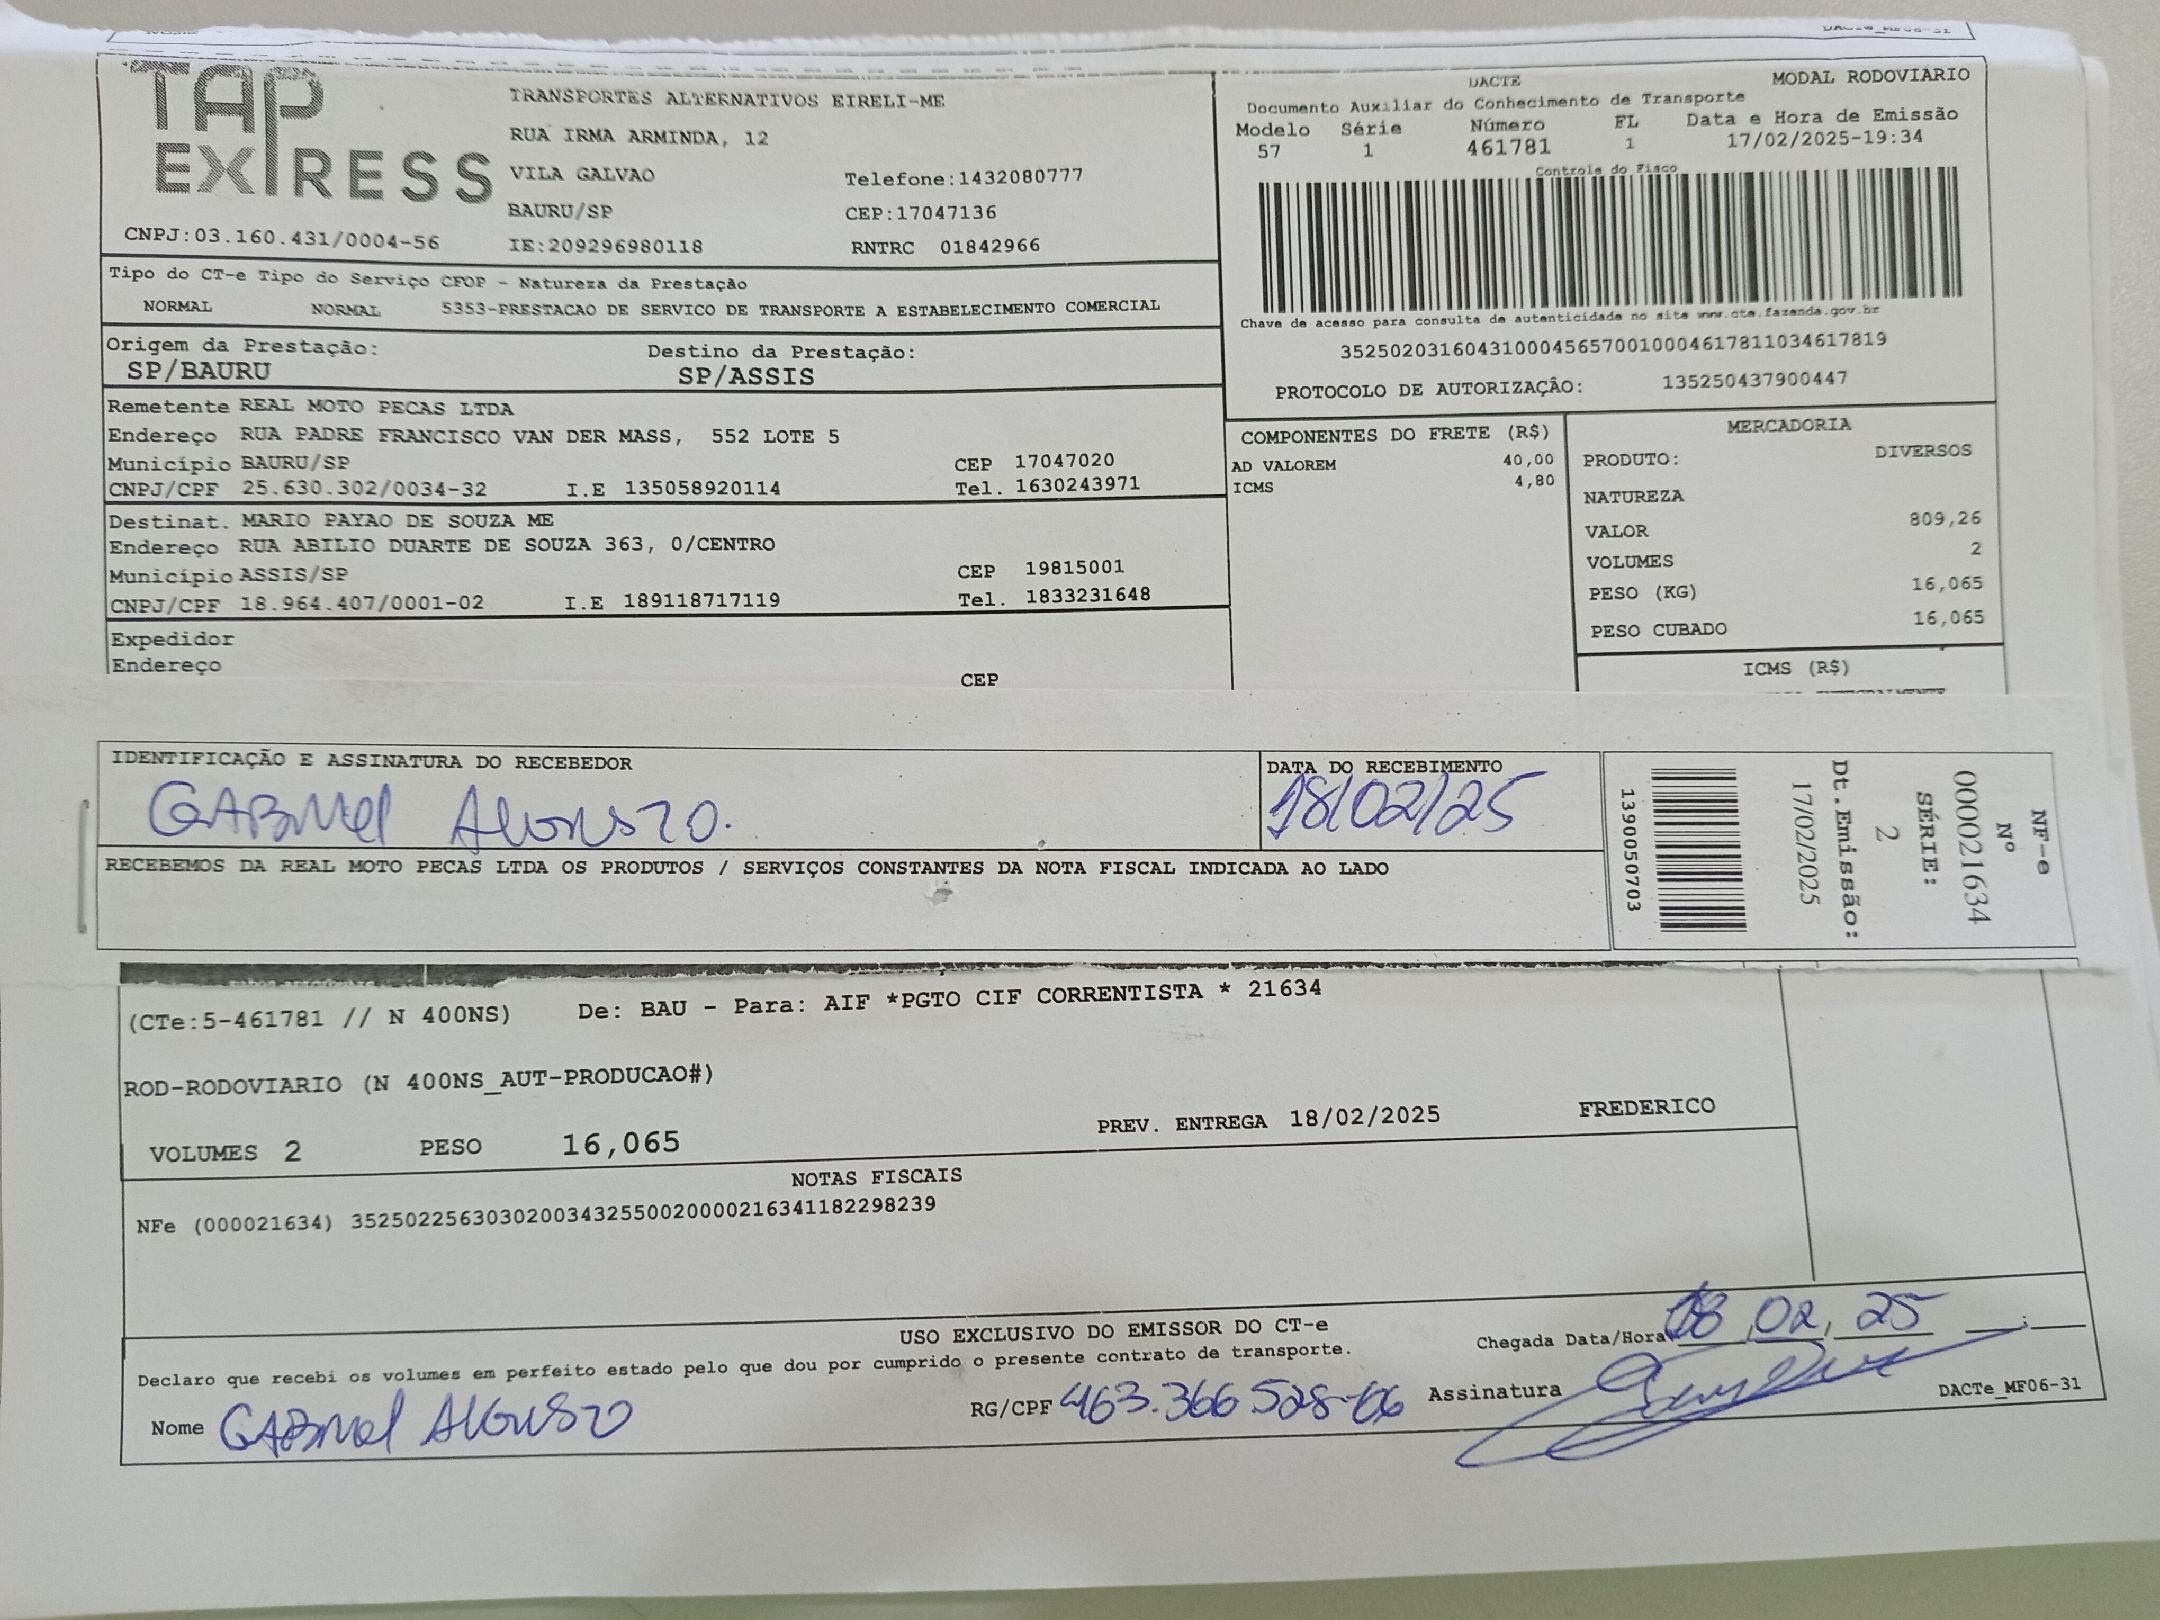 DACTe_MF06-31
TAP
EXPRESS
TRANSPORTES ALTERNATIVOS EIRELI-ME
RUA IRMA ARMINDA, 12
VILA GALVAO Telefone:1432080777
BAURU/SP CEP:17047136
CNPJ:03.160.431/0004-56 IE:209296980118 RNTRC 01842966
DACTE MODAL RODOVIÁRIO
Documento Auxiliar do Conhecimento de Transporte
Modelo Série Número FL Data e Hora de Emissão
57 1 461781 1 17/02/2025-19:34
Controle do Fisco
Chave de acesso para consulta de autenticidade no site www.cte.fazenda.gov.br
35250203160431000456570010004617811034617819
PROTOCOLO DE AUTORIZAÇÃO: 135250437900447
Tipo do CT-e Tipo do Serviço CFOP - Natureza da Prestação
NORMAL NORMAL 5353-PRESTACAO DE SERVICO DE TRANSPORTE A ESTABELECIMENTO COMERCIAL
Origem da Prestação: Destino da Prestação:
SP/BAURU SP/ASSIS
Remetente REAL MOTO PECAS LTDA
Endereço RUA PADRE FRANCISCO VAN DER MASS, 552 LOTE 5
Município BAURU/SP CEP 17047020
CNPJ/CPF 25.630.302/0034-32 I.E 135058920114 Tel. 1630243971
Destinat. MARIO PAYAO DE SOUZA ME
Endereço RUA ABILIO DUARTE DE SOUZA 363, 0/CENTRO
Município ASSIS/SP CEP 19815001
CNPJ/CPF 18.964.407/0001-02 I.E 189118717119 Tel. 1833231648
Expedidor
Endereço
CEP
COMPONENTES DO FRETE (R$)
AD VALOREM 40,00
ICMS 4,80
MERCADORIA
PRODUTO: DIVERSOS
NATUREZA
VALOR 809,26
VOLUMES 2
PESO (KG) 16,065
PESO CUBADO 16,065
ICMS (R$)
IDENTIFICAÇÃO E ASSINATURA DO RECEBEDOR
GABRIEL Alonso.
DATA DO RECEBIMENTO
18/02/25
RECEBEMOS DA REAL MOTO PECAS LTDA OS PRODUTOS / SERVIÇOS CONSTANTES DA NOTA FISCAL INDICADA AO LADO
NF-e
Nº
000021634
SÉRIE:
2
Dt.Emissão:
17/02/2025
1390050703
(CTe:5-461781 // N 400NS) De: BAU - Para: AIF *PGTO CIF CORRENTISTA * 21634
ROD-RODOVIARIO (N 400NS_AUT-PRODUCAO#)
VOLUMES 2 PESO 16,065 PREV. ENTREGA 18/02/2025 FREDERICO
NOTAS FISCAIS
NFe (000021634) 35250225630302003432550020000216341182298239
USO EXCLUSIVO DO EMISSOR DO CT-e
Chegada Data/Hora 18 02, 25
Declaro que recebi os volumes em perfeito estado pelo que dou por cumprido o presente contrato de transporte.
Nome GABRIEL Alonso RG/CPF 463.366 528-66 Assinatura
DACTe_MF06-31